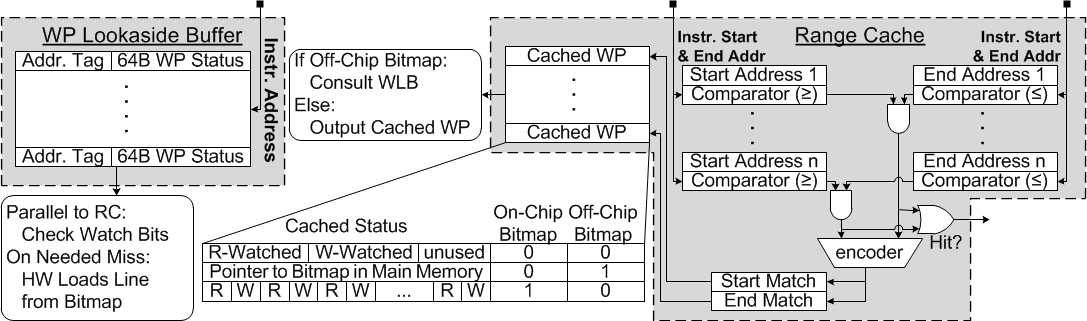 WP Lookaside Buffer
Addr. Tag 64B WP Status
Addr. Tag 64B WP Status
Instr. Address
Parallel to RC:
Check Watch Bits
On Needed Miss:
HW Loads Line
from Bitmap
If Off-Chip Bitmap:
Consult WLB
Else:
Output Cached WP
Range Cache
Cached WP
Cached WP
Instr. Start
& End Addr
Start Address 1
Comparator (≥)
Start Address n
Comparator (≥)
Instr. Start
& End Addr
End Address 1
Comparator (≤)
End Address n
Comparator (≤)
Hit?
encoder
Start Match
End Match
Cached Status
On-Chip
Bitmap
Off-Chip
Bitmap
R-Watched W-Watched unused 0 0
Pointer to Bitmap in Main Memory 0 1
R W R W R W ... R W 1 0